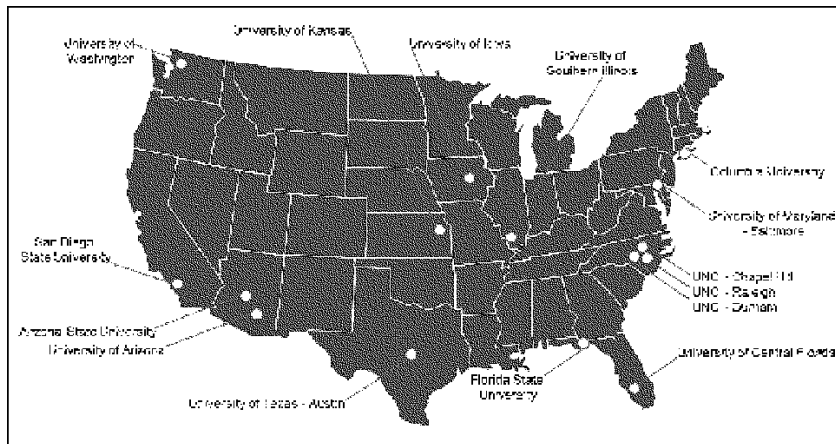 University of Kansas
University of Iowa
University of
Washington
University of
Southern Illinois
Columbia University
University of Maryland
- Baltimore
San Diego
State University
UNC - Chapel Hill
UNC - Raleigh
UNC - Durham
Arizona State University
University of Arizona
University of Central Florida
Florida State
University
University of Texas - Austin